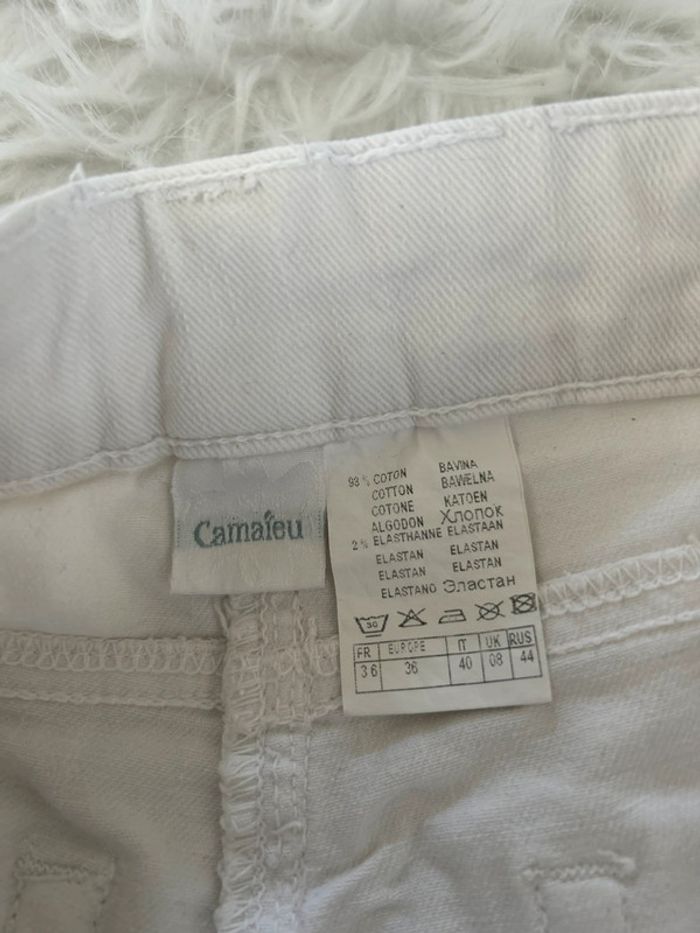 Camaïeu
98% COTON BAVINA
COTTON BAWELNA
COTONE KATOEN
ALGODON Хлопок
2% ELASTHANNE ELASTAAN
ELASTAN ELASTAN
ELASTAN ELASTAN
ELASTANO Эластан
30
FR EUROPE IT UK RUS
36 36 40 08 44